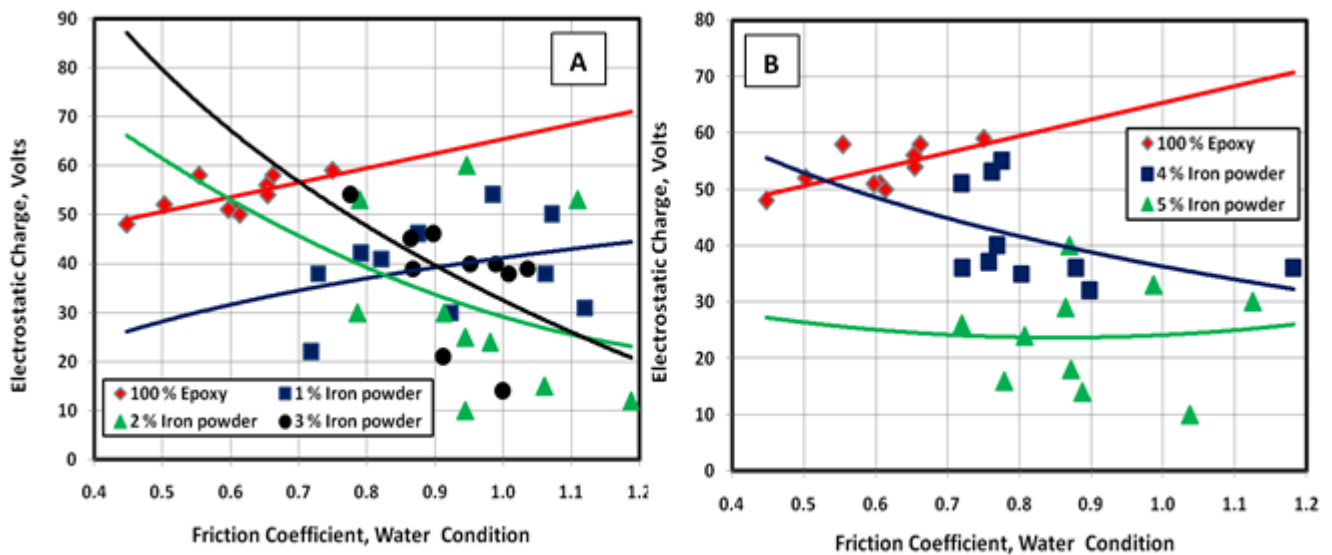 90
80
70
60
50
40
30
20
10
0
Electrostatic Charge, Volts
A
100 % Epoxy
1 % Iron powder
2 % Iron powder
3 % Iron powder
0.4 0.5 0.6 0.7 0.8 0.9 1.0 1.1 1.2
Friction Coefficient, Water Condition
80
70
60
50
40
30
20
10
0
Electrostatic Charge, Volts
B
100 % Epoxy
4 % Iron powder
5 % Iron powder
0.4 0.5 0.6 0.7 0.8 0.9 1.0 1.1 1.2
Friction Coefficient, Water Condition